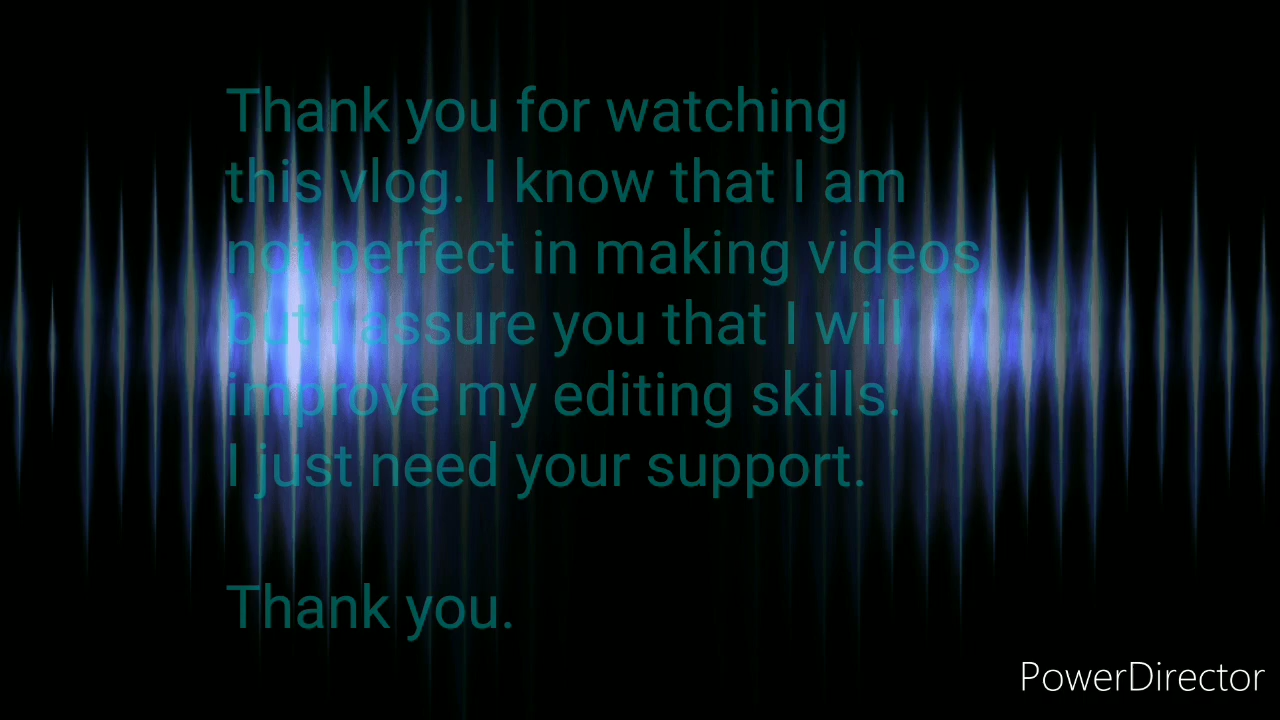 Thank you for watching
this vlog. I know that I am
not perfect in making videos
but I assure you that I will
improve my editing skills.
I just need your support.
Thank you.
PowerDirector